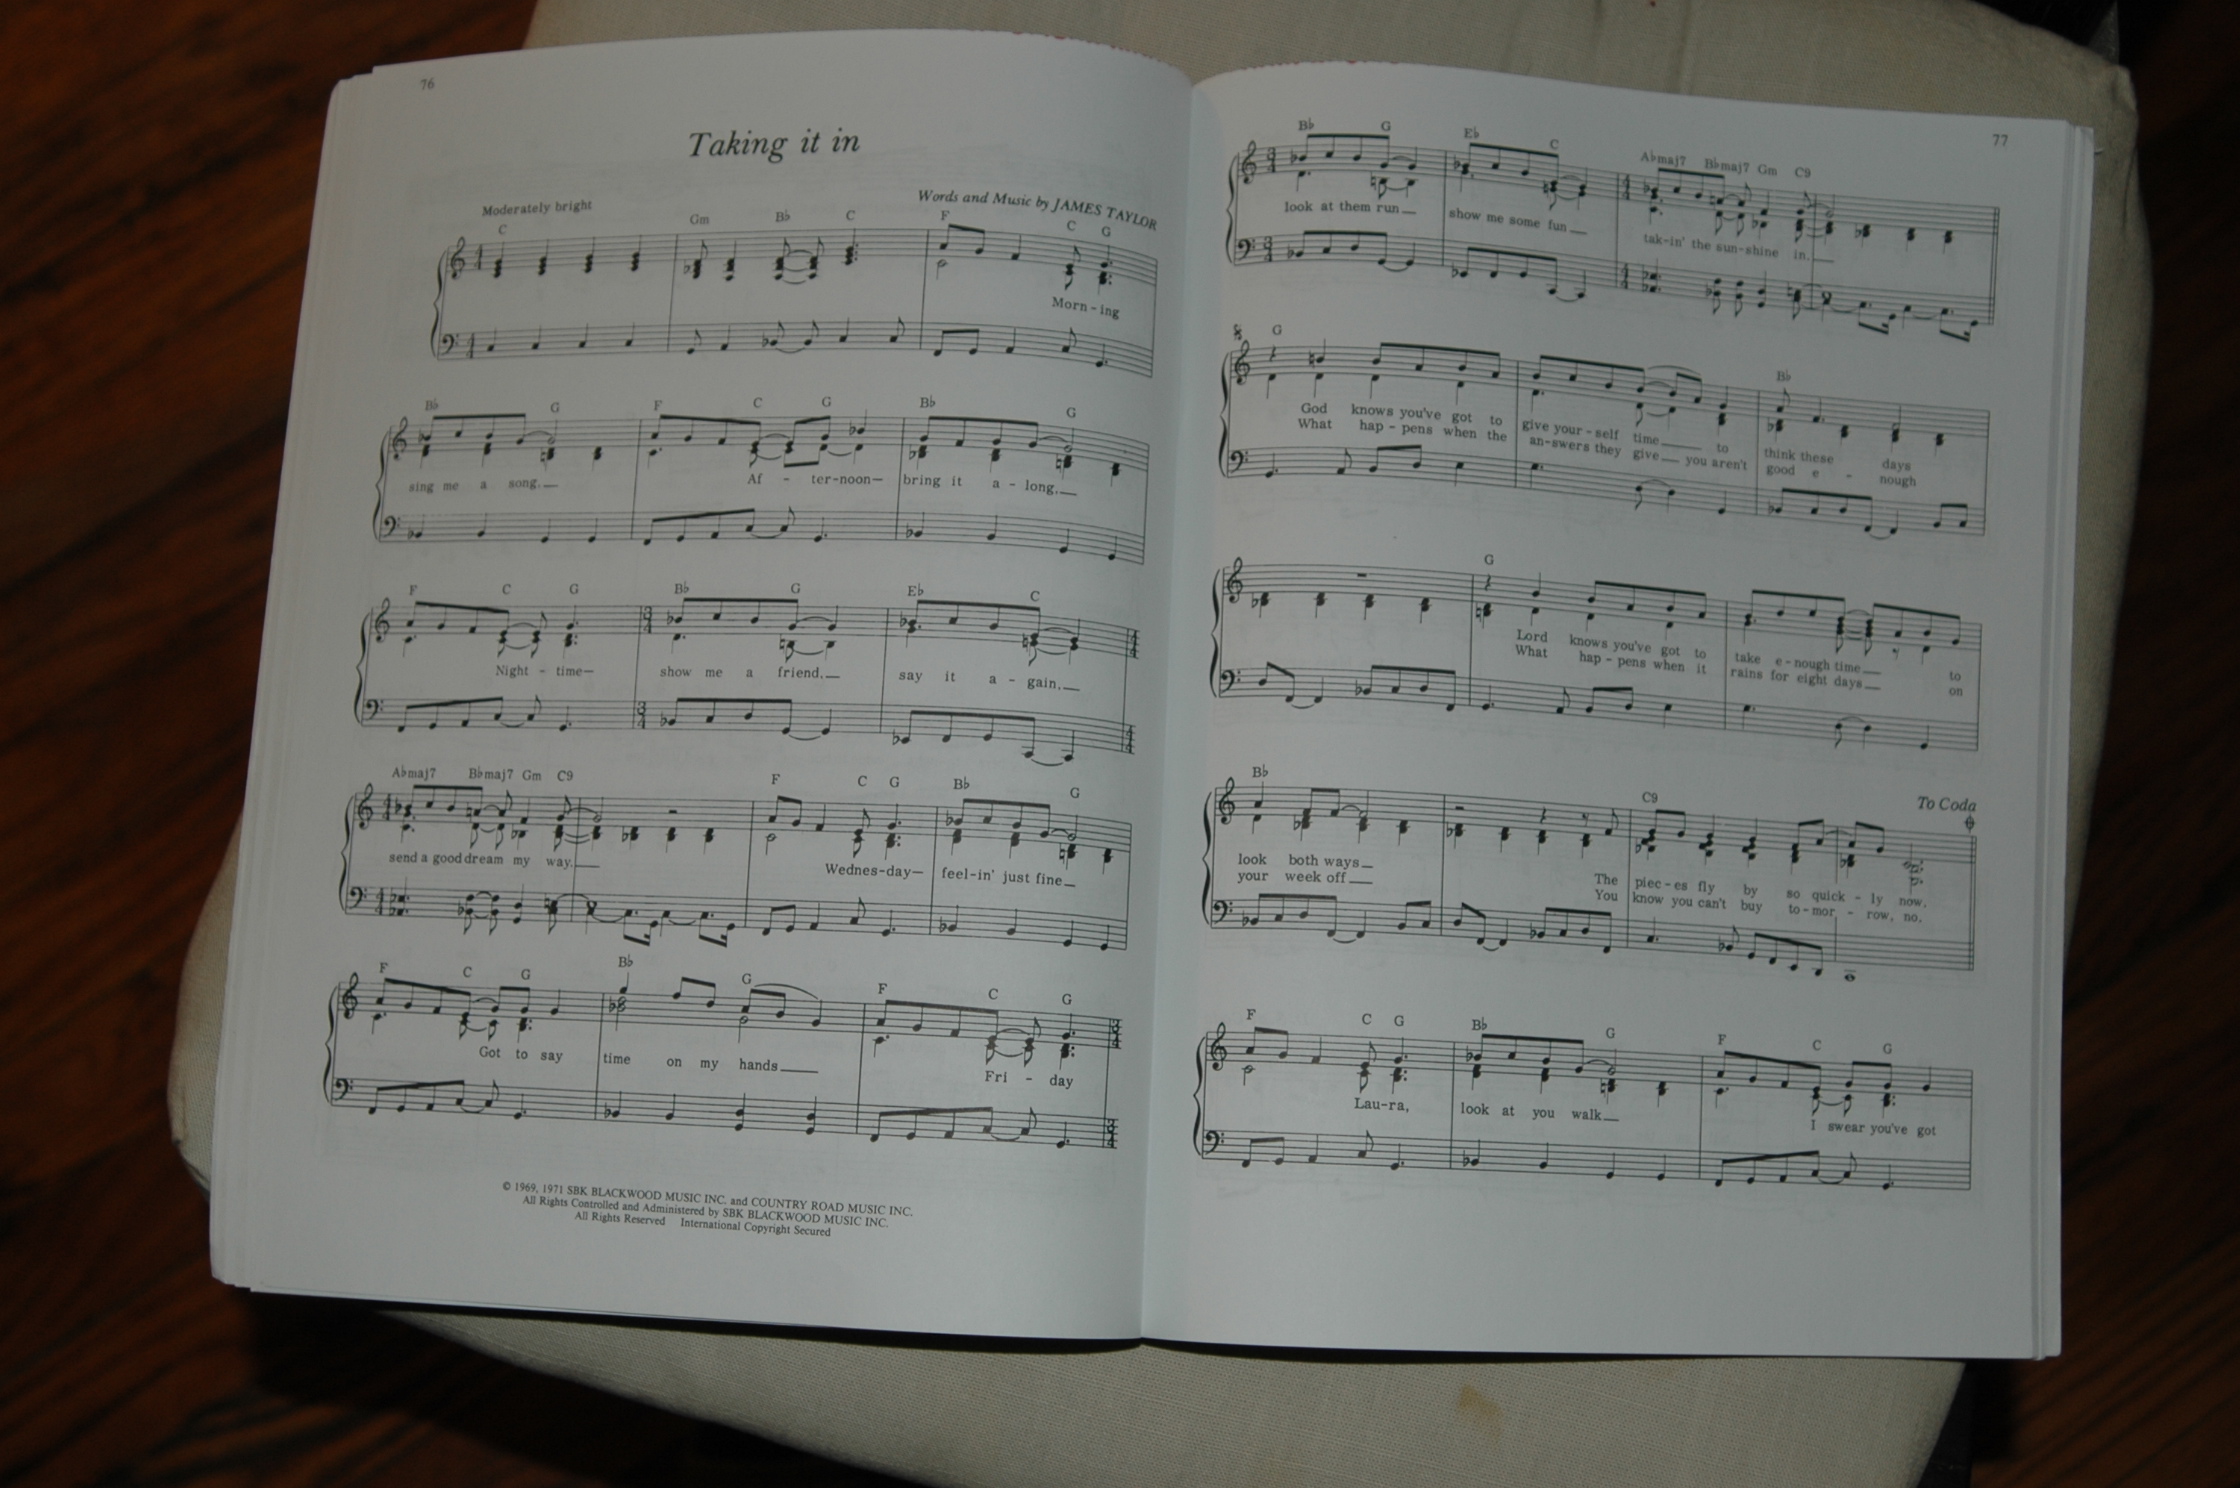 76
Taking it in
Words and Music by JAMES TAYLOR
Moderately bright
C Gm B♭ C F C G
Morn - ing
B♭ G F C G B♭ G
sing me a song.— Af - ter-noon— bring it a - long.—
F C G B♭ G E♭ C
Night - time— show me a friend.— say it a - gain.—
A♭maj7 B♭maj7 Gm C9 F C G B♭ G
send a good dream my way.— Wednes-day— feel-in' just fine—
F C G B♭ G F C G
Got to say time on my hands— Fri - day
© 1969, 1971 SBK BLACKWOOD MUSIC INC. and COUNTRY ROAD MUSIC INC.
All Rights Controlled and Administered by SBK BLACKWOOD MUSIC INC.
All Rights Reserved International Copyright Secured
77
B♭ G E♭ C A♭maj7 B♭maj7 Gm C9
look at them run— show me some fun— tak-in' the sun-shine in.—
G B♭
God knows you've got to give your-self time— to think these days
What hap-pens when the an-swers they give— you aren't good e - nough
G
Lord knows you've got to take e-nough time— to
What hap-pens when it rains for eight days— on
B♭ C9 To Coda
look both ways— The piec-es fly by so quick - ly now.
your week off— You know you can't buy to-mor - row, no.
F C G B♭ G F C G
Lau-ra, look at you walk— I swear you've got